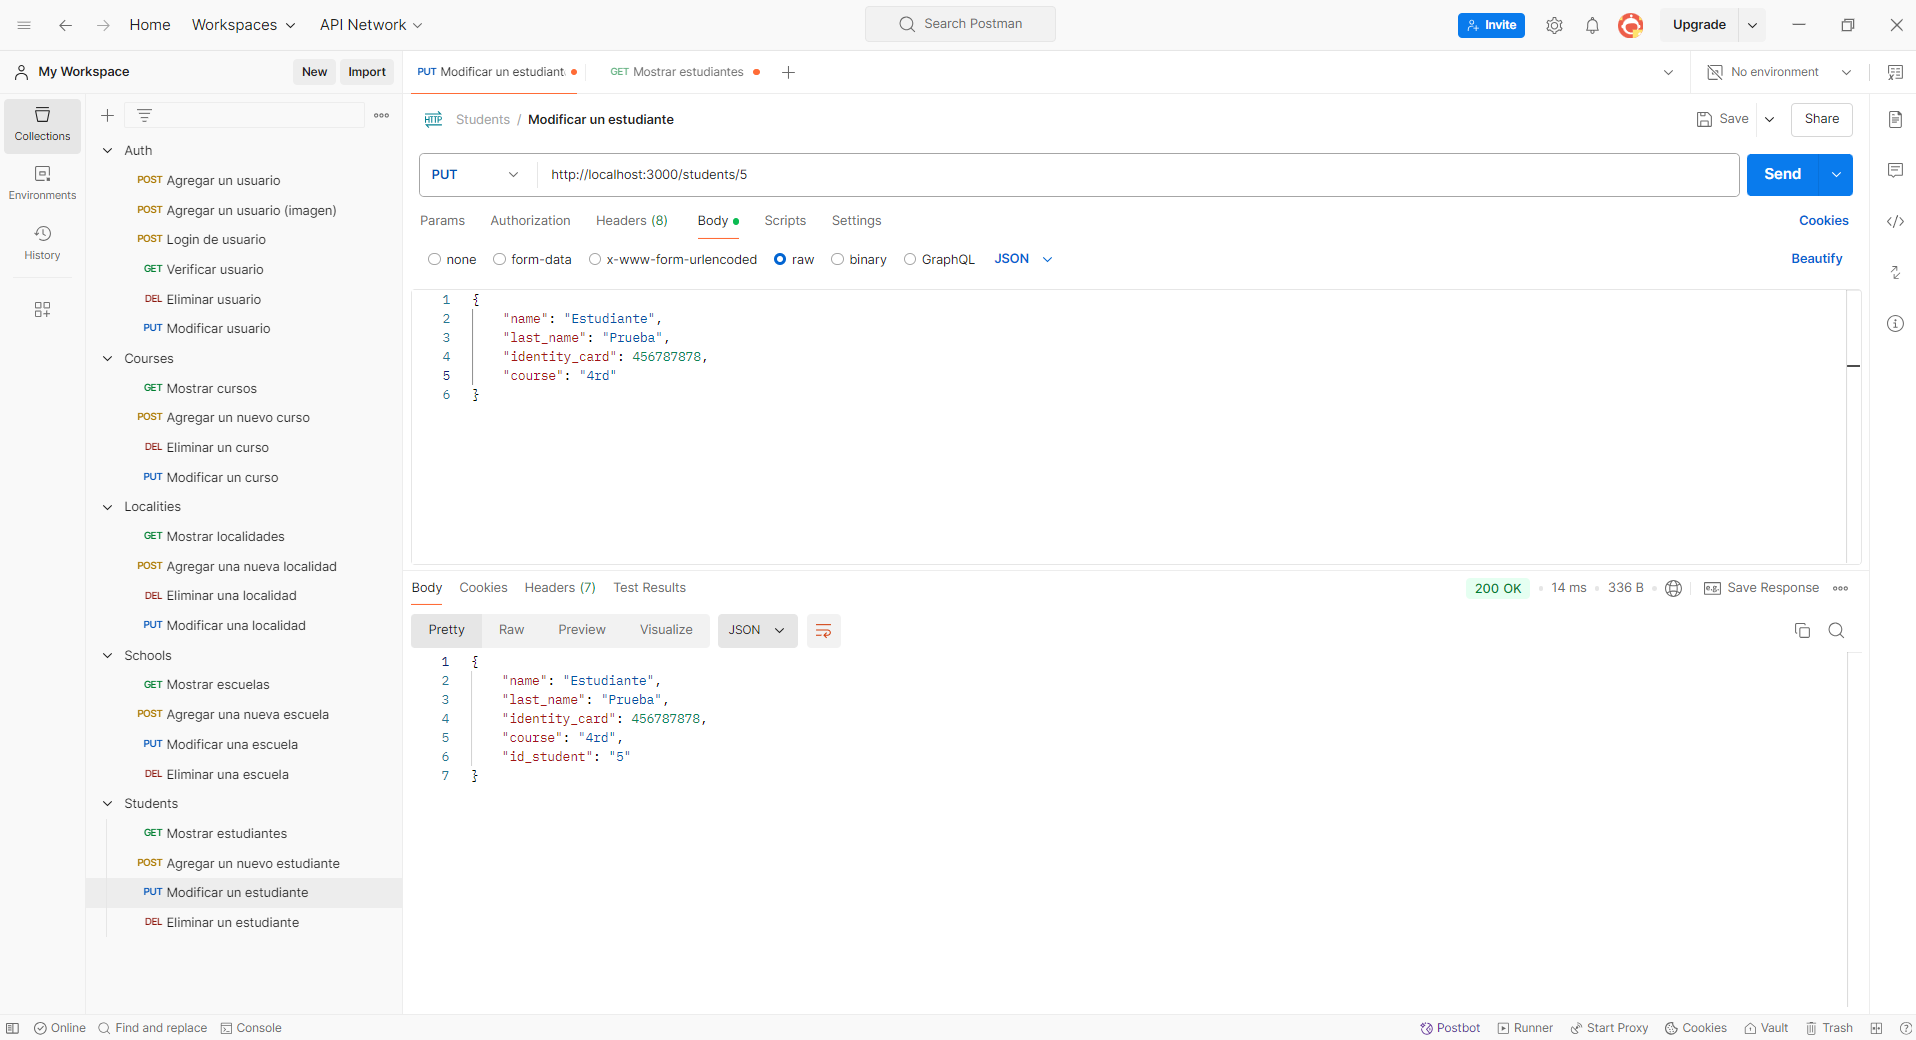 Home
Workspaces
API Network
Search Postman
Invite
Upgrade
My Workspace
New
Import
PUT Modificar un estudiant
GET Mostrar estudiantes
No environment
Collections
Environments
History
Auth
POST Agregar un usuario
POST Agregar un usuario (imagen)
POST Login de usuario
GET Verificar usuario
DEL Eliminar usuario
PUT Modificar usuario
Courses
GET Mostrar cursos
POST Agregar un nuevo curso
DEL Eliminar un curso
PUT Modificar un curso
Localities
GET Mostrar localidades
POST Agregar una nueva localidad
DEL Eliminar una localidad
PUT Modificar una localidad
Schools
GET Mostrar escuelas
POST Agregar una nueva escuela
PUT Modificar una escuela
DEL Eliminar una escuela
Students
GET Mostrar estudiantes
POST Agregar un nuevo estudiante
PUT Modificar un estudiante
DEL Eliminar un estudiante
HTTP Students / Modificar un estudiante
Save
Share
PUT
http://localhost:3000/students/5
Send
Params Authorization Headers (8) Body Scripts Settings
Cookies
none form-data x-www-form-urlencoded raw binary GraphQL JSON
Beautify
1 {
2 "name": "Estudiante",
3 "last_name": "Prueba",
4 "identity_card": 456787878,
5 "course": "4rd"
6 }
Body Cookies Headers (7) Test Results
200 OK • 14 ms • 336 B •
e.g. Save Response
Pretty Raw Preview Visualize JSON
1 {
2 "name": "Estudiante",
3 "last_name": "Prueba",
4 "identity_card": 456787878,
5 "course": "4rd",
6 "id_student": "5"
7 }
Online Find and replace Console
Postbot Runner Start Proxy Cookies Vault Trash